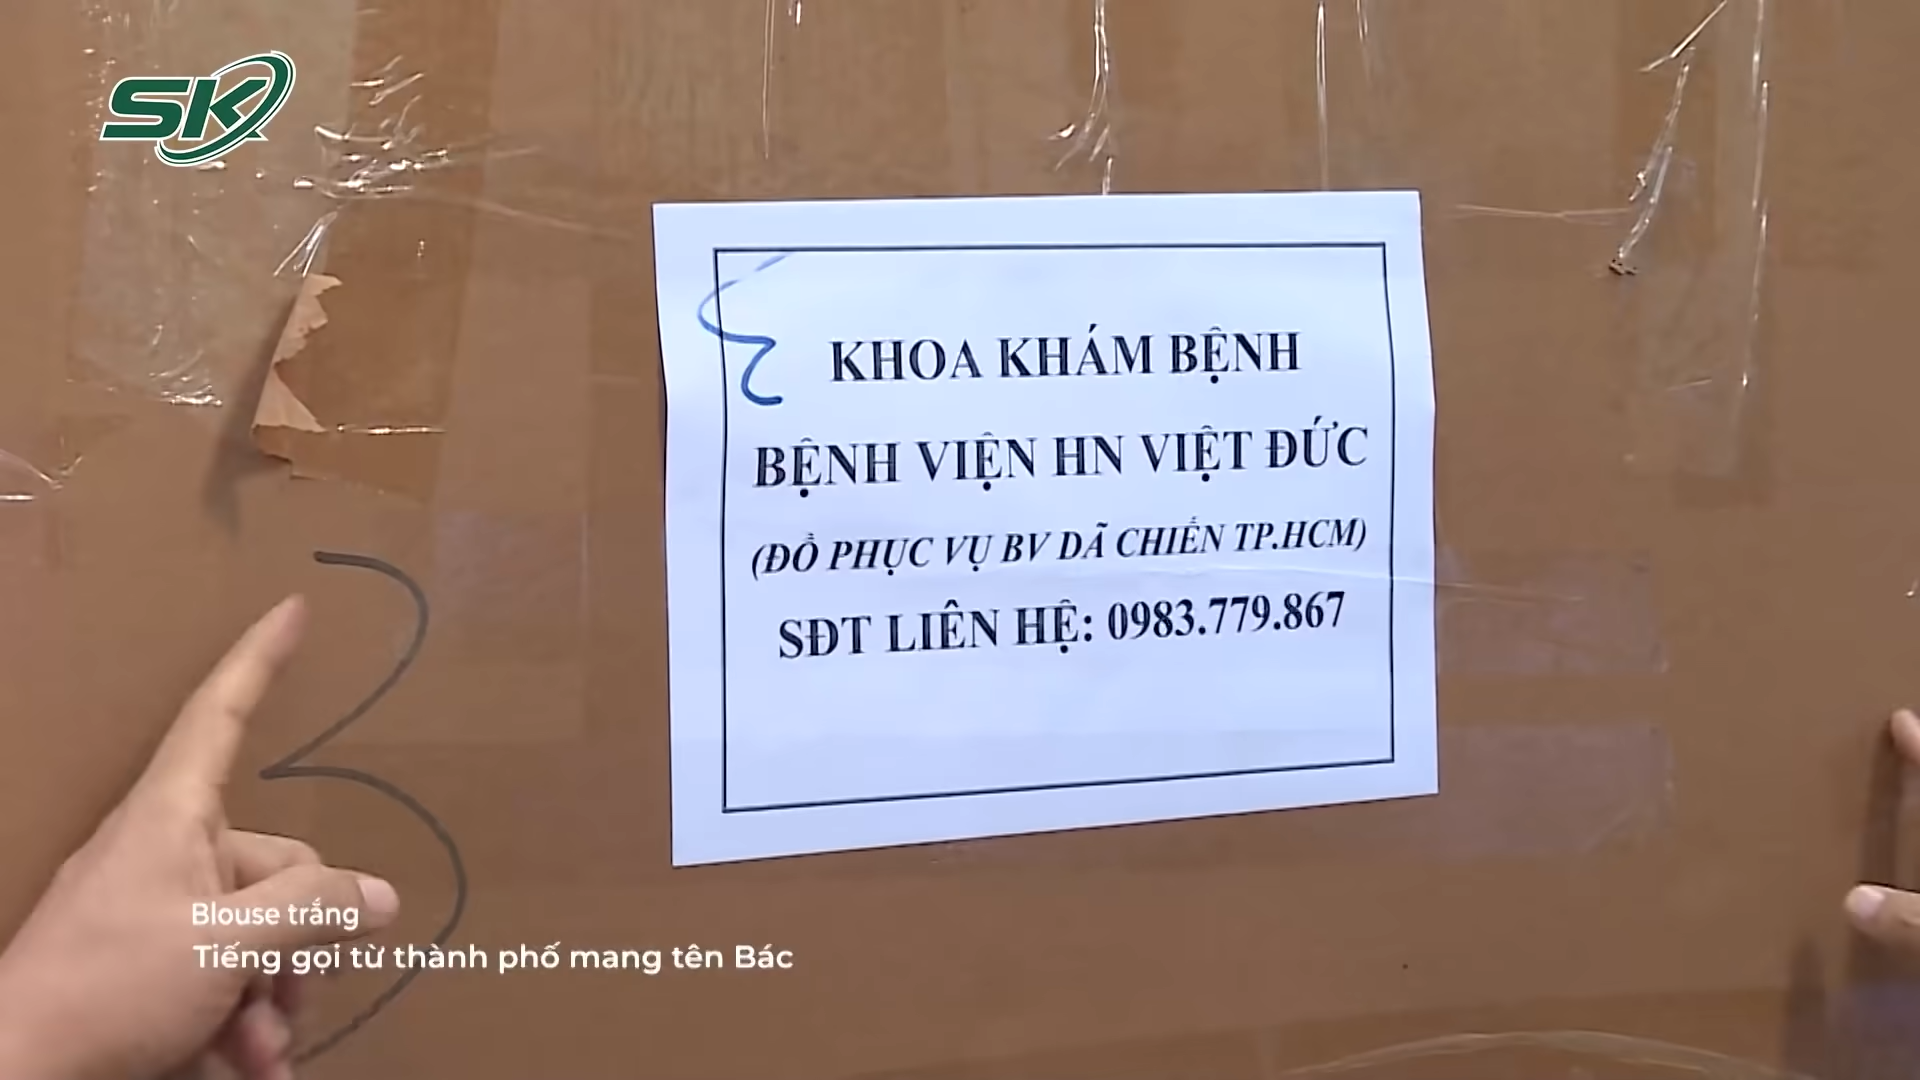 SK
KHOA KHÁM BỆNH
BỆNH VIỆN HN VIỆT ĐỨC
(ĐỒ PHỤC VỤ BV DÃ CHIẾN TP.HCM)
SĐT LIÊN HỆ: 0983.779.867
3
Blouse trắng
Tiếng gọi từ thành phố mang tên Bác